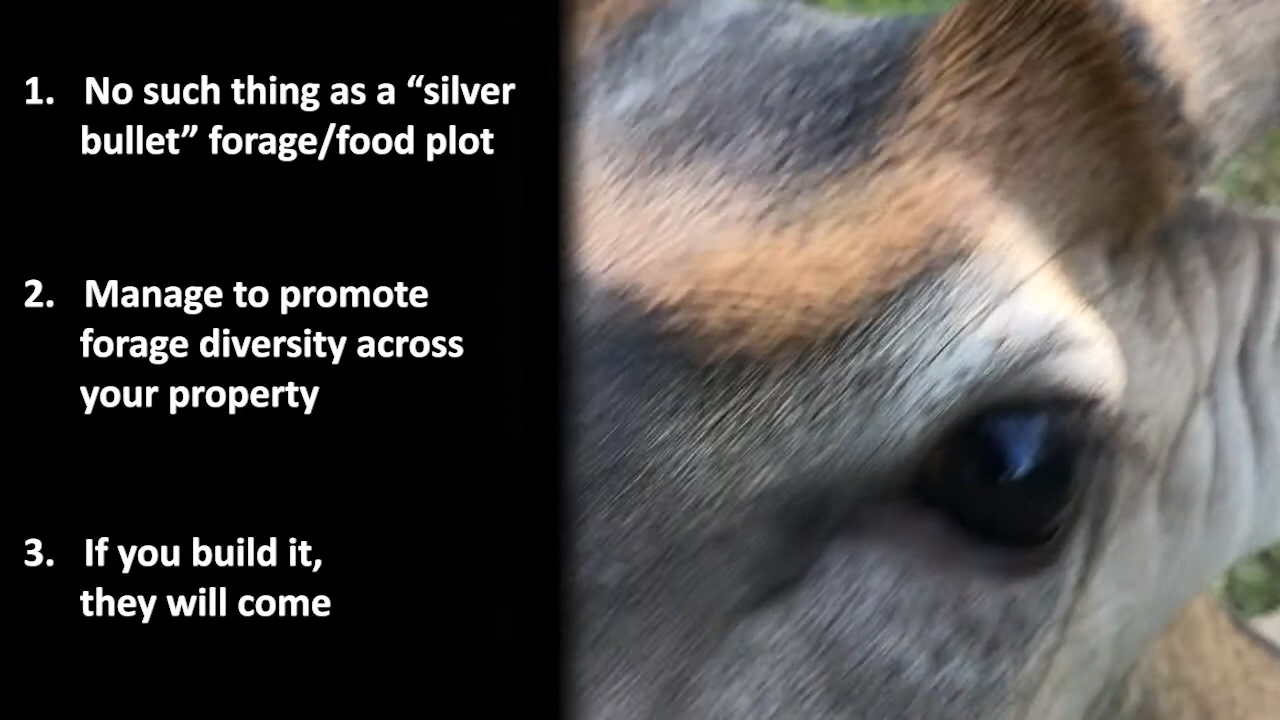 1. No such thing as a “silver
bullet” forage/food plot
2. Manage to promote
forage diversity across
your property
3. If you build it,
they will come